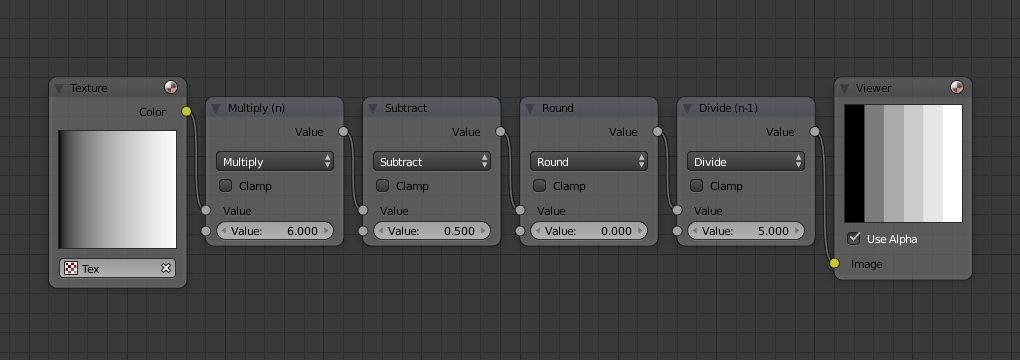 Texture
Color
Tex
Multiply (n)
Value
Multiply
Clamp
Value
Value: 6.000
Subtract
Value
Subtract
Clamp
Value
Value: 0.500
Round
Value
Round
Clamp
Value
Value: 0.000
Divide (n-1)
Value
Divide
Clamp
Value
Value: 5.000
Viewer
Use Alpha
Image